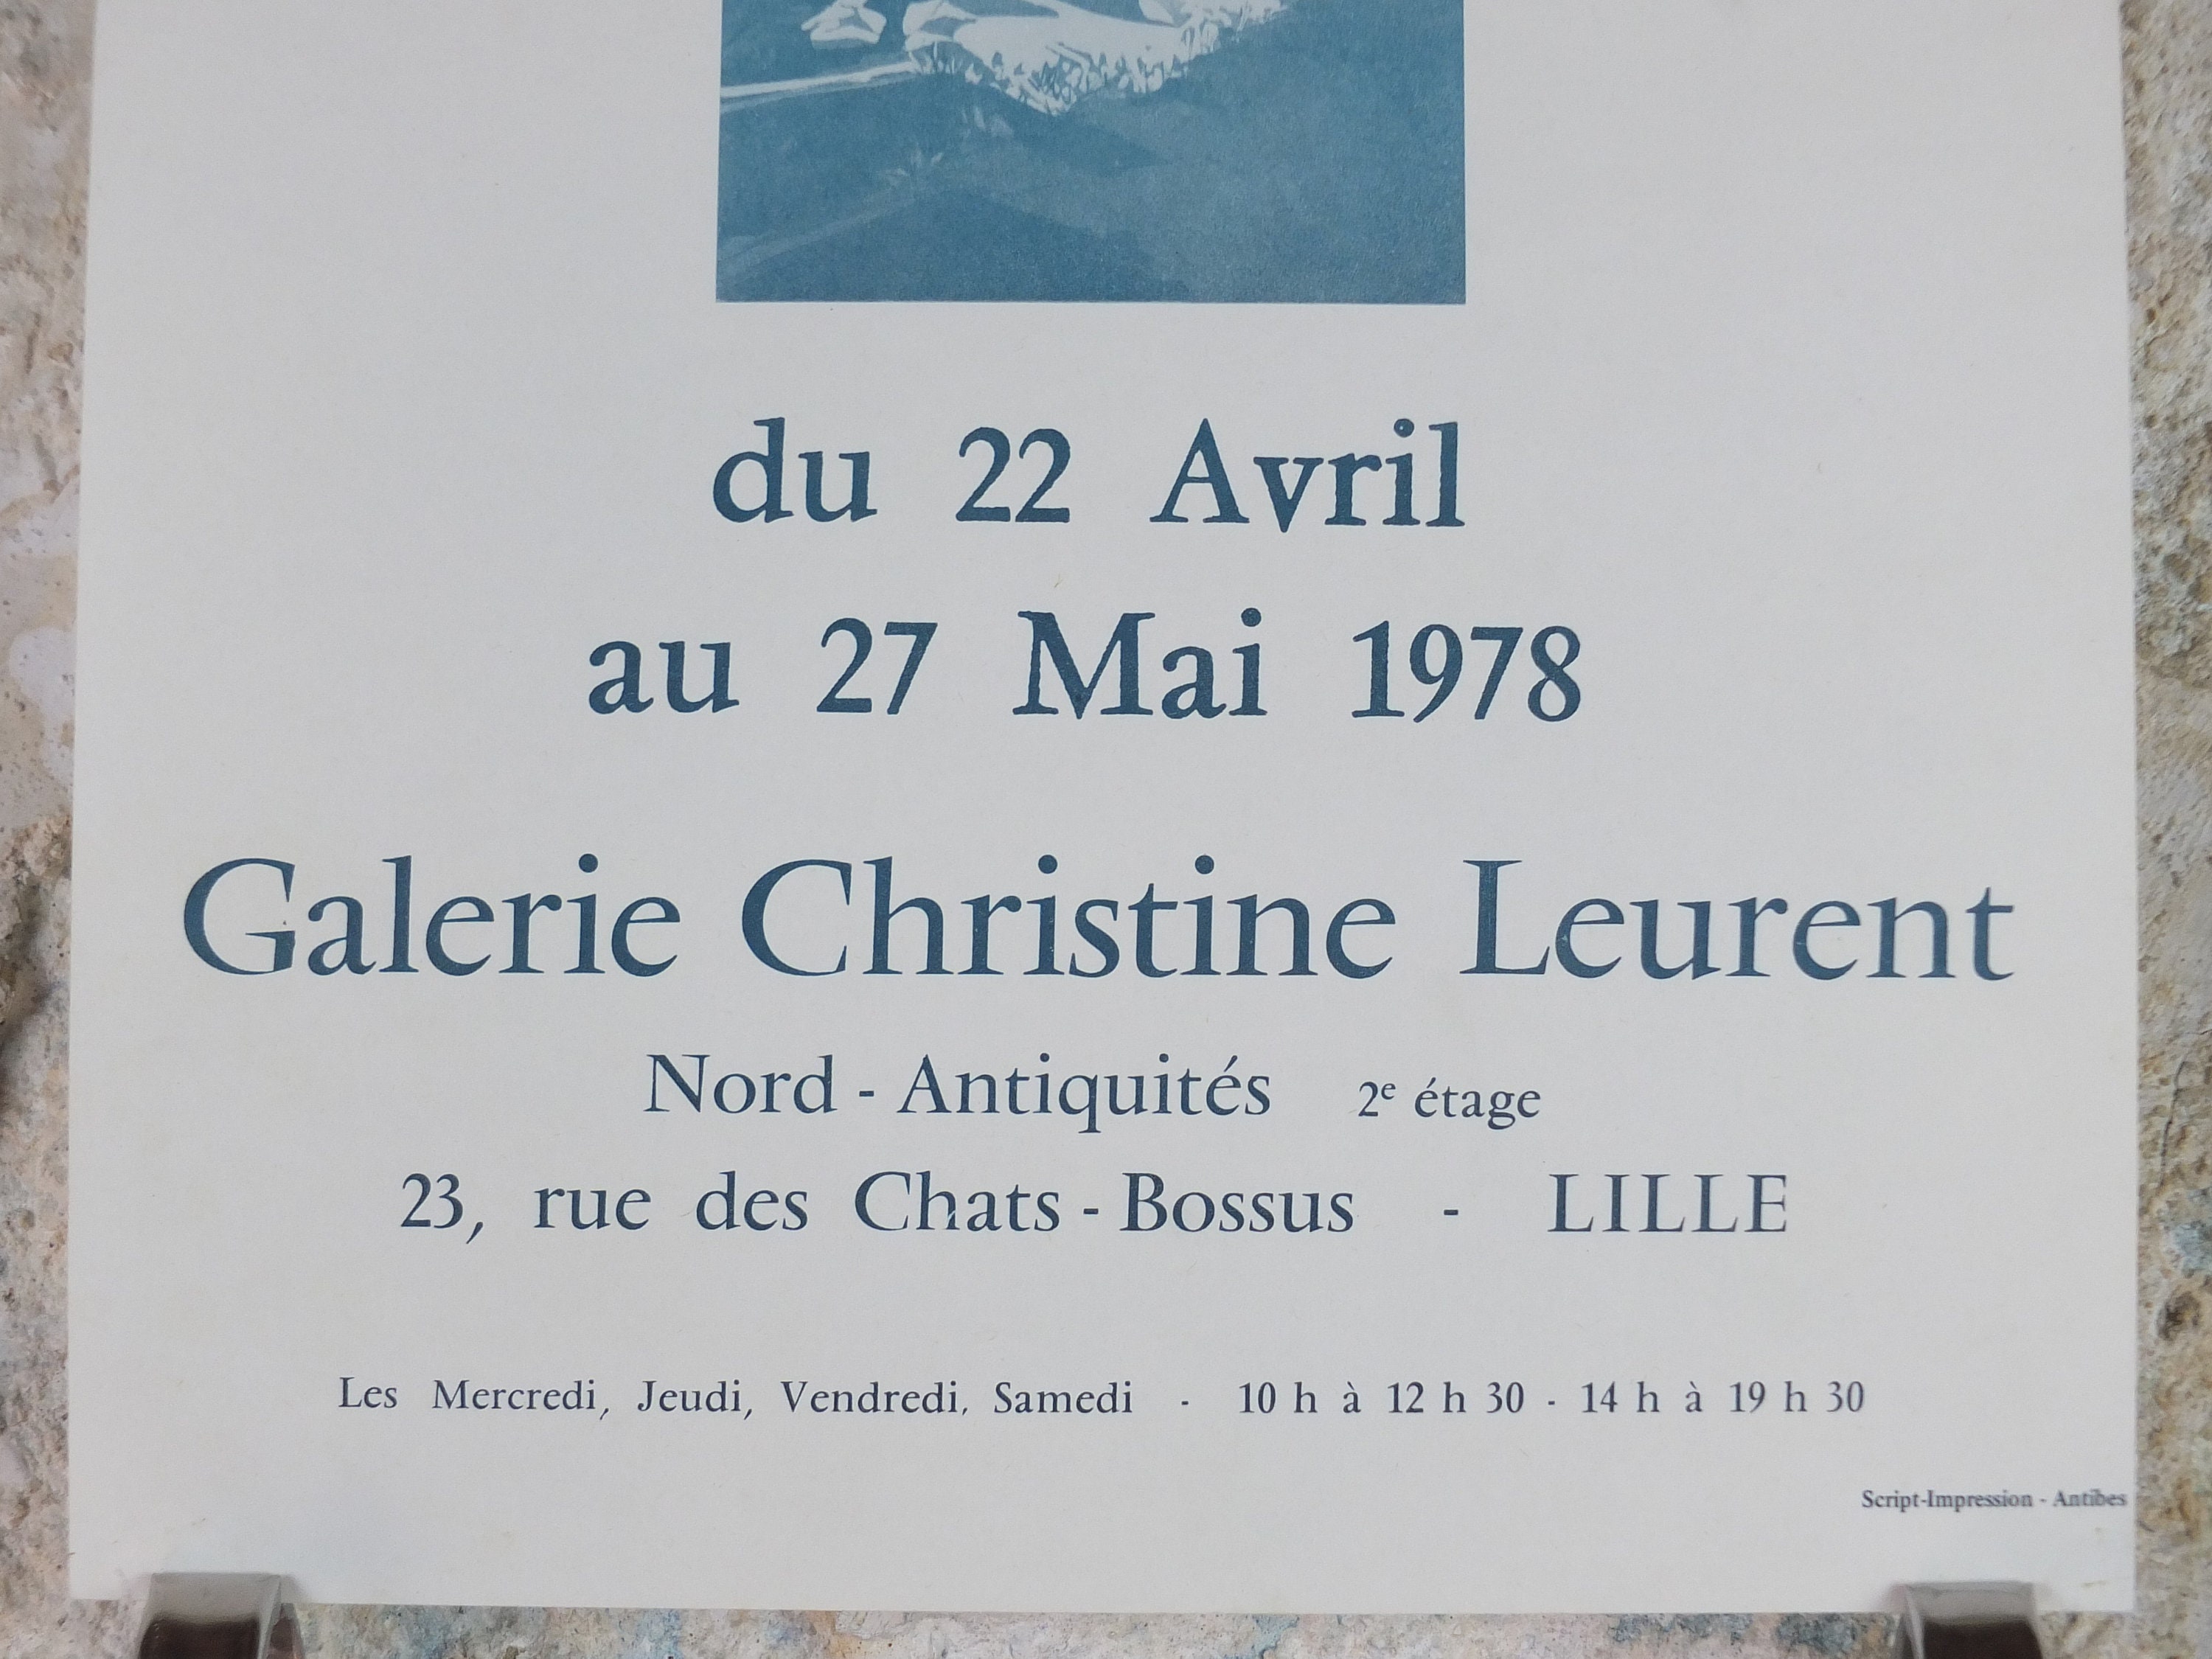 du 22 Avril
au 27 Mai 1978
Galerie Christine Leurent
Nord - Antiquités 2e étage
23, rue des Chats - Bossus - LILLE
Les Mercredi, Jeudi, Vendredi, Samedi - 10 h à 12 h 30 - 14 h à 19 h 30
Script-Impression - Antibes